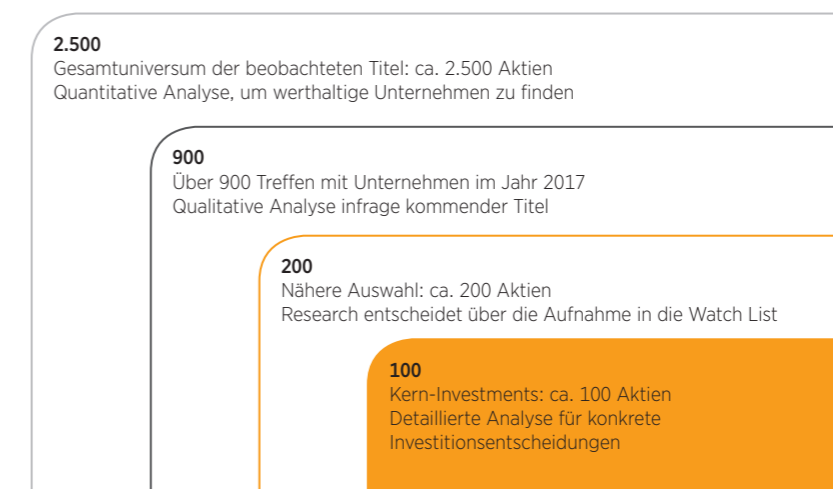 2.500
Gesamtuniversum der beobachteten Titel: ca. 2.500 Aktien
Quantitative Analyse, um werthaltige Unternehmen zu finden
900
Über 900 Treffen mit Unternehmen im Jahr 2017
Qualitative Analyse infrage kommender Titel
200
Nähere Auswahl: ca. 200 Aktien
Research entscheidet über die Aufnahme in die Watch List
100
Kern-Investments: ca. 100 Aktien
Detaillierte Analyse für konkrete
Investitionsentscheidungen